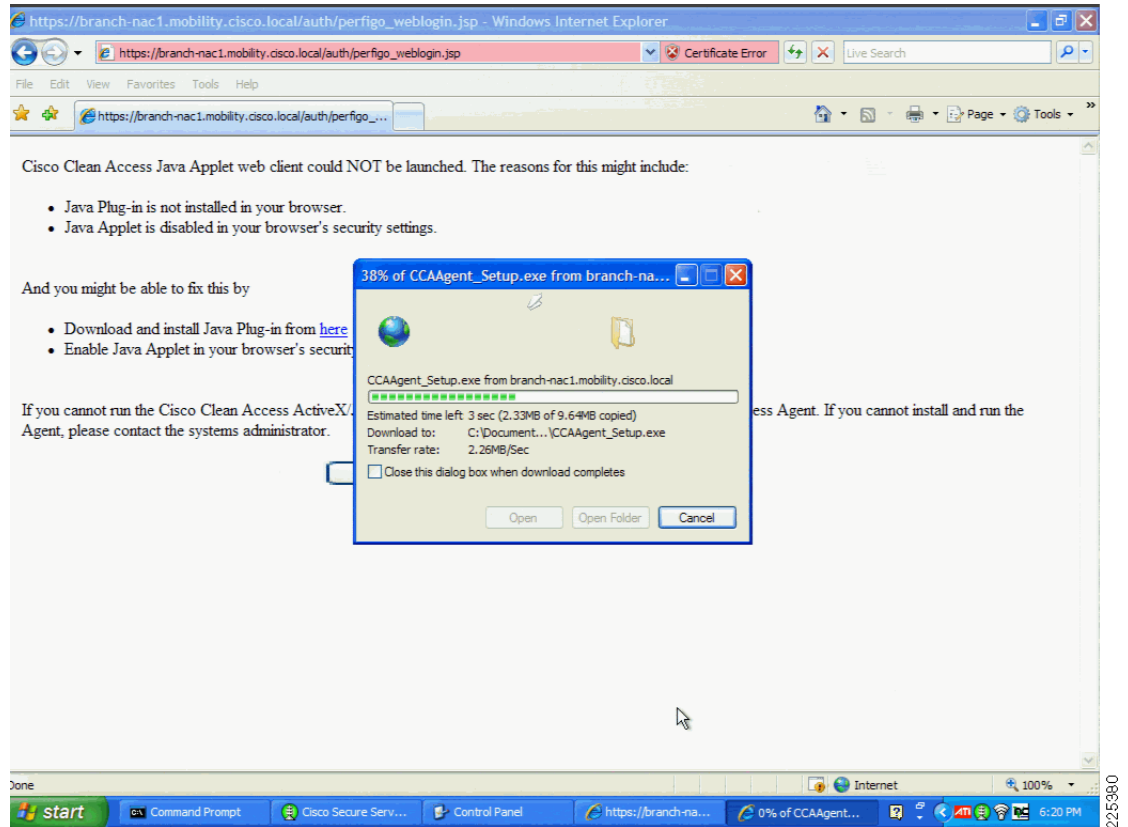 https://branch-nac1.mobility.cisco.local/auth/perfigo_weblogin.jsp - Windows Internet Explorer
https://branch-nac1.mobility.cisco.local/auth/perfigo_weblogin.jsp Certificate Error Live Search
File Edit View Favorites Tools Help
https://branch-nac1.mobility.cisco.local/auth/perfigo_... Page Tools
Cisco Clean Access Java Applet web client could NOT be launched. The reasons for this might include:
• Java Plug-in is not installed in your browser.
• Java Applet is disabled in your browser's security settings.
And you might be able to fix this by
• Download and install Java Plug-in from here
• Enable Java Applet in your browser's security
If you cannot run the Cisco Clean Access ActiveX/ ess Agent. If you cannot install and run the
Agent, please contact the systems administrator.
38% of CCAAgent_Setup.exe from branch-na...
CCAAgent_Setup.exe from branch-nac1.mobility.cisco.local
Estimated time left 3 sec (2.33MB of 9.64MB copied)
Download to: C:\Document...\CCAAgent_Setup.exe
Transfer rate: 2.26MB/Sec
Close this dialog box when download completes
Open Open Folder Cancel
Done Internet 100%
start Command Prompt Cisco Secure Serv... Control Panel https://branch-na... 0% of CCAAgent... 6:20 PM
225380